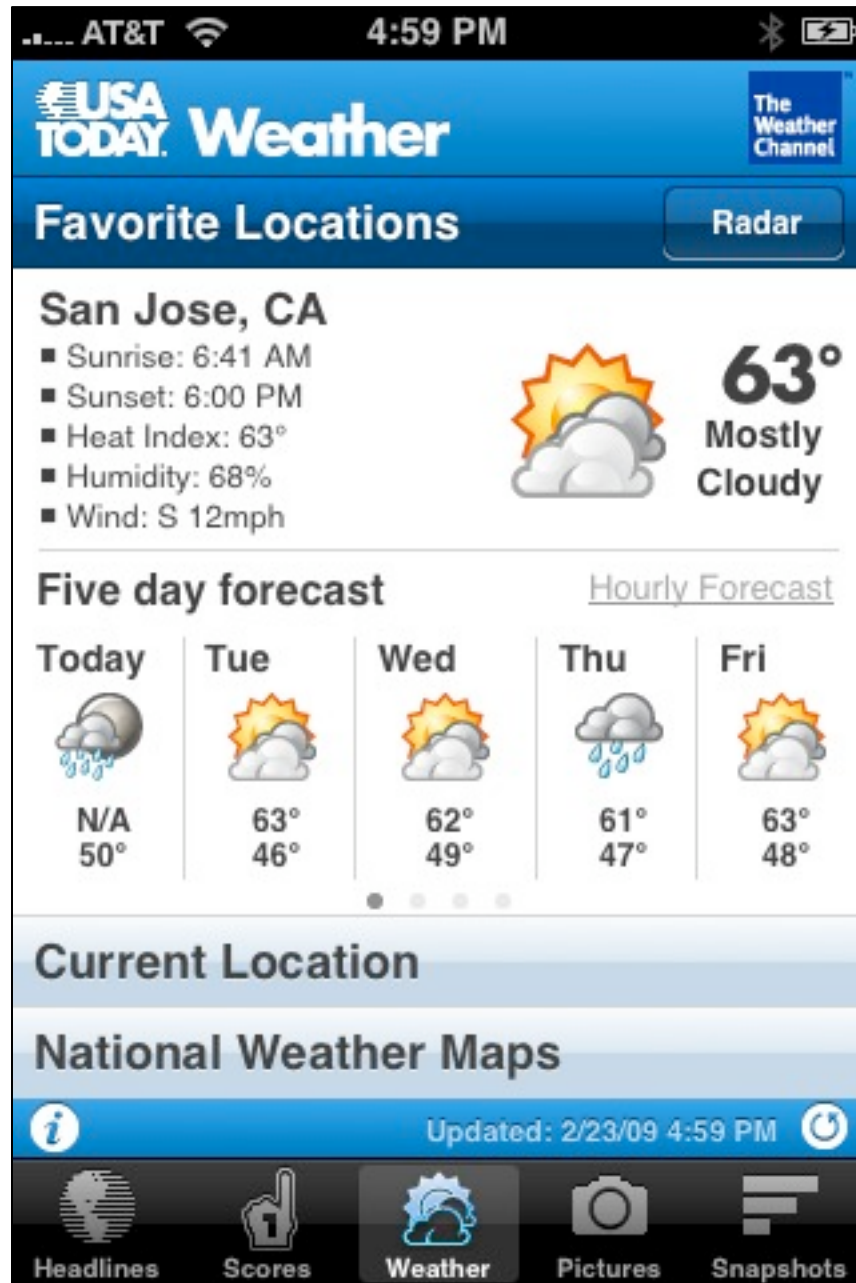 AT&T 4:59 PM
USA
TODAY. Weather
The
Weather
Channel
Favorite Locations Radar
San Jose, CA
Sunrise: 6:41 AM
Sunset: 6:00 PM
Heat Index: 63°
Humidity: 68%
Wind: S 12mph
63°
Mostly
Cloudy
Five day forecast Hourly Forecast
Today Tue Wed Thu Fri
N/A 63° 62° 61° 63°
50° 46° 49° 47° 48°
Current Location
National Weather Maps
i Updated: 2/23/09 4:59 PM
1
Headlines Scores Weather Pictures Snapshots